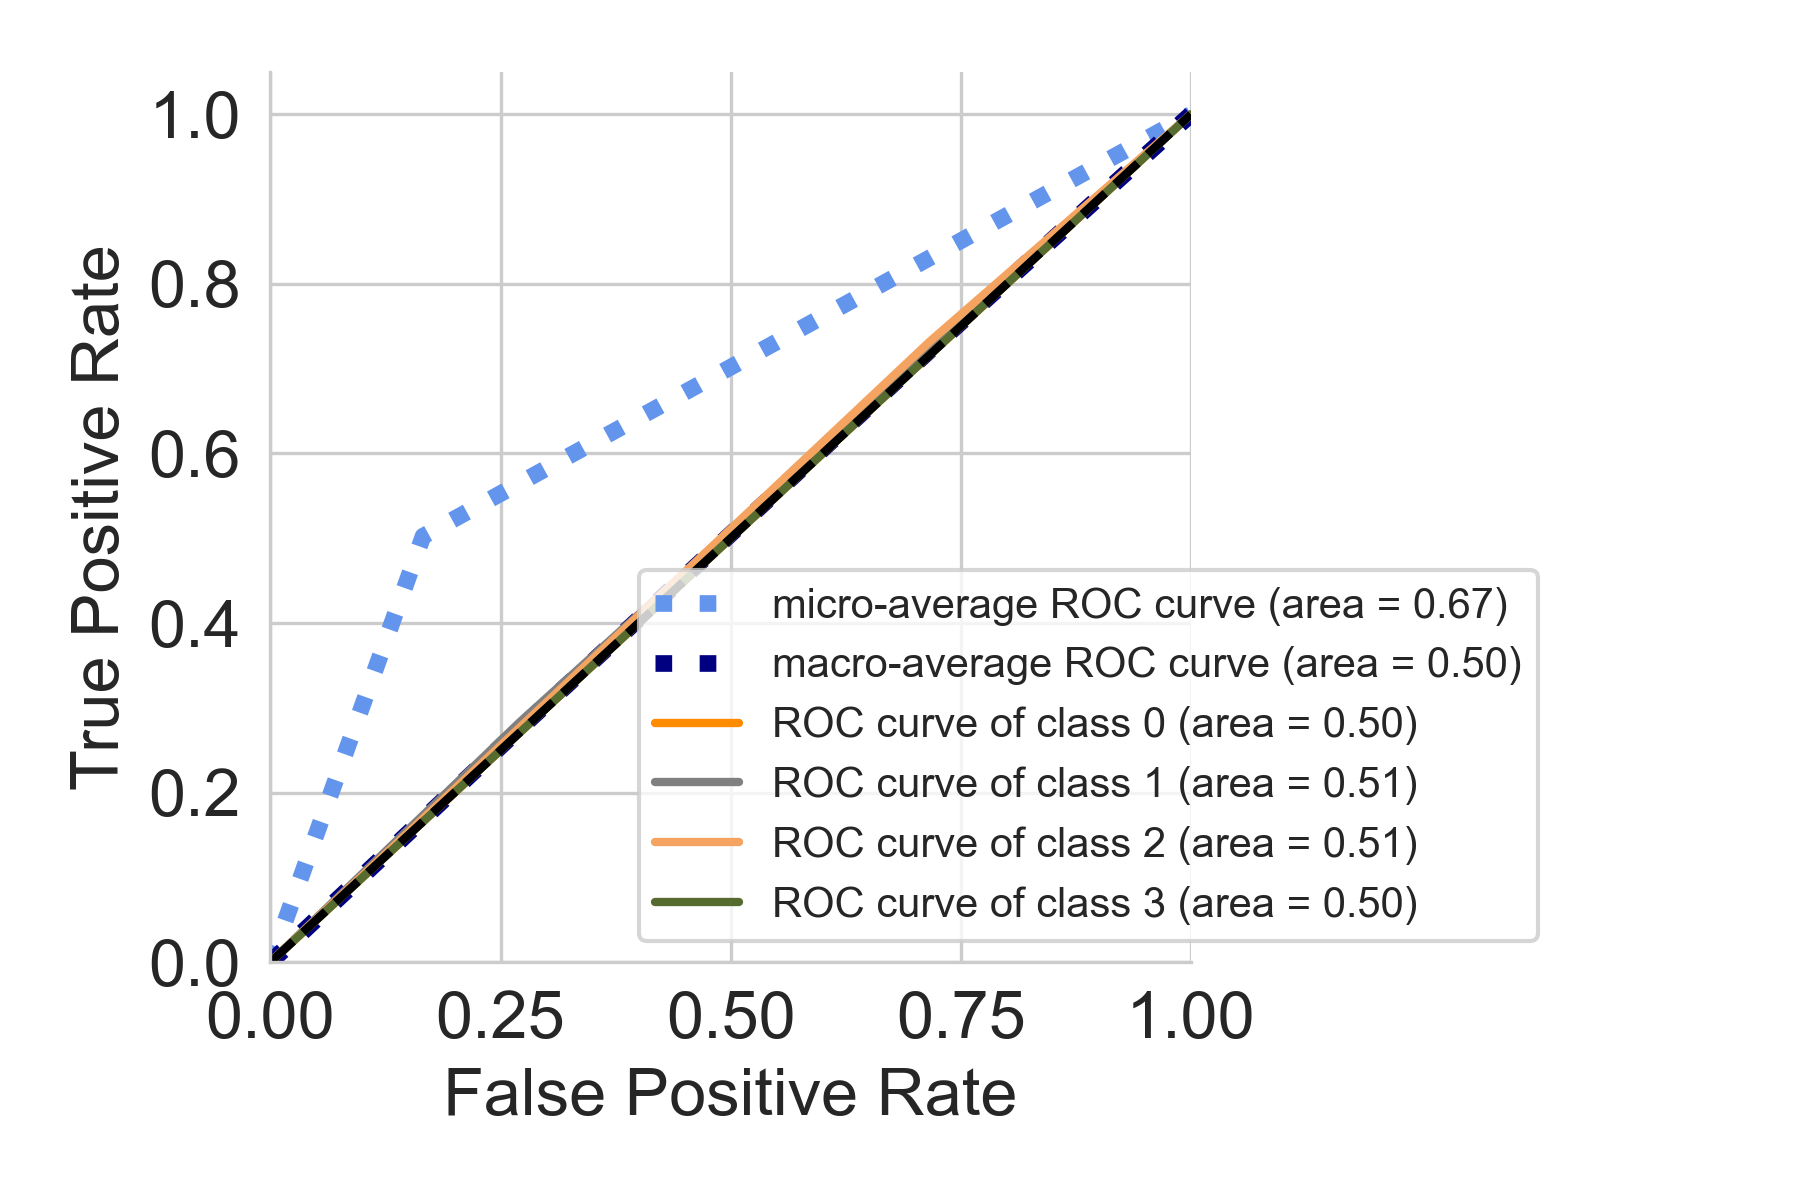 True Positive Rate
1.0
0.8
0.6
0.4
0.2
0.0
0.00 0.25 0.50 0.75 1.00
False Positive Rate
micro-average ROC curve (area = 0.67)
macro-average ROC curve (area = 0.50)
ROC curve of class 0 (area = 0.50)
ROC curve of class 1 (area = 0.51)
ROC curve of class 2 (area = 0.51)
ROC curve of class 3 (area = 0.50)